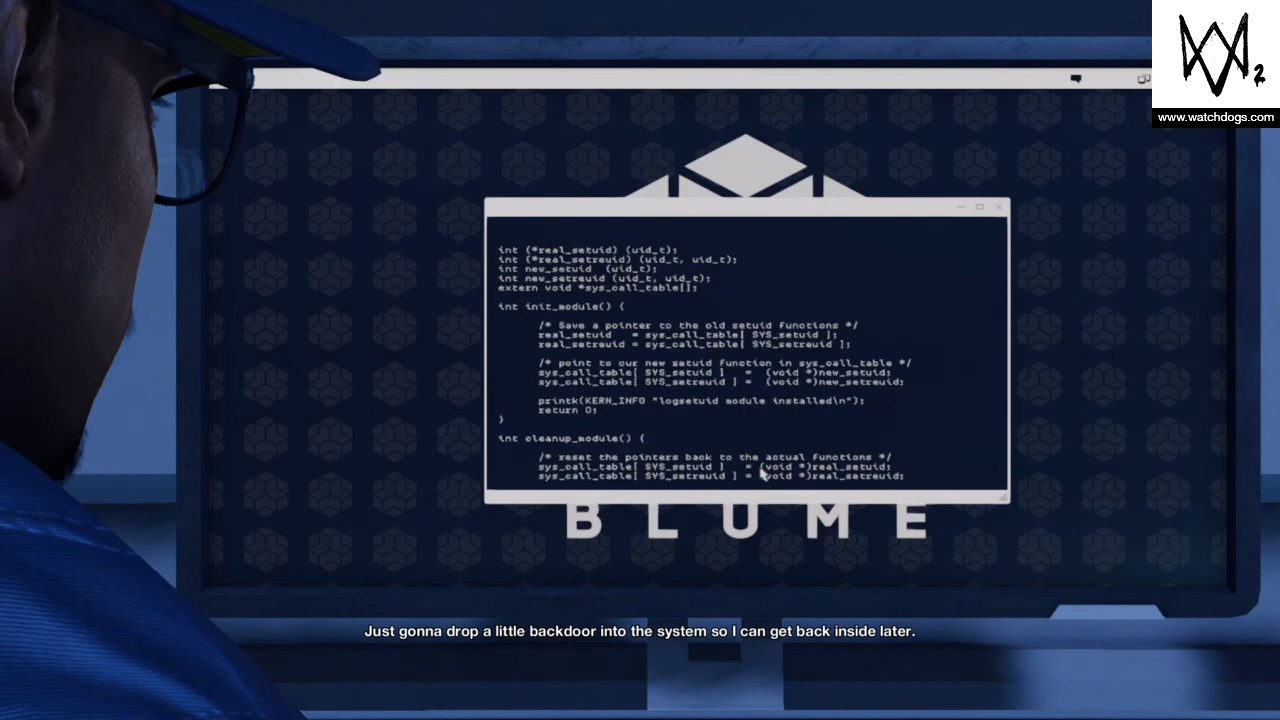 2
www.watchdogs.com
int (*real_setuid) (uid_t);
int (*real_setreuid) (uid_t, uid_t);
int new_setuid  (uid_t);
int new_setreuid (uid_t, uid_t);
extern void *sys_call_table[];
int init_module() {
/* Save a pointer to the old setuid functions */
real_setuid   = sys_call_table[ SYS_setuid ];
real_setreuid = sys_call_table[ SYS_setreuid ];
/* point to our new setuid function in sys_call_table */
sys_call_table[ SYS_setuid ]   =  (void *)new_setuid;
sys_call_table[ SYS_setreuid ] =  (void *)new_setreuid;
printk(KERN_INFO "logsetuid module installed\n");
return 0;
}
int cleanup_module() {
/* reset the pointers back to the actual functions */
sys_call_table[ SYS_setuid ]   = (void *)real_setuid;
sys_call_table[ SYS_setreuid ] = (void *)real_setreuid;
BLUME
Just gonna drop a little backdoor into the system so I can get back inside later.